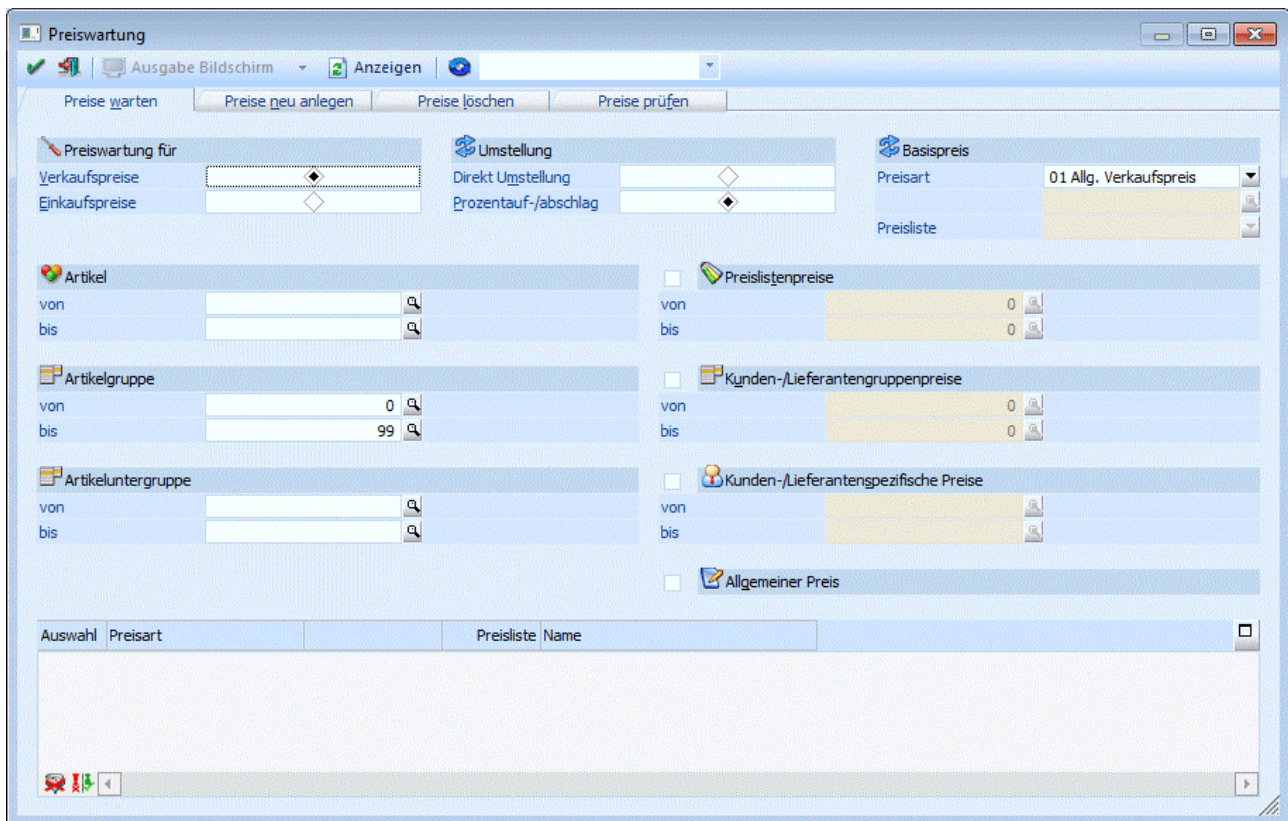 Preiswartung
Ausgabe Bildschirm Anzeigen
Preise warten Preise neu anlegen Preise löschen Preise prüfen
Preiswartung für Umstellung Basispreis
Verkaufspreise Direkt Umstellung Preisart 01 Allg. Verkaufspreis
Einkaufspreise Prozentauf-/abschlag
Preisliste
Artikel Preislistenpreise
von von 0
bis bis 0
Artikelgruppe Kunden-/Lieferantengruppenpreise
von 0 von 0
bis 99 bis 0
Artikeluntergruppe Kunden-/Lieferantenspezifische Preise
von von
bis bis
Allgemeiner Preis
Auswahl Preisart Preisliste Name